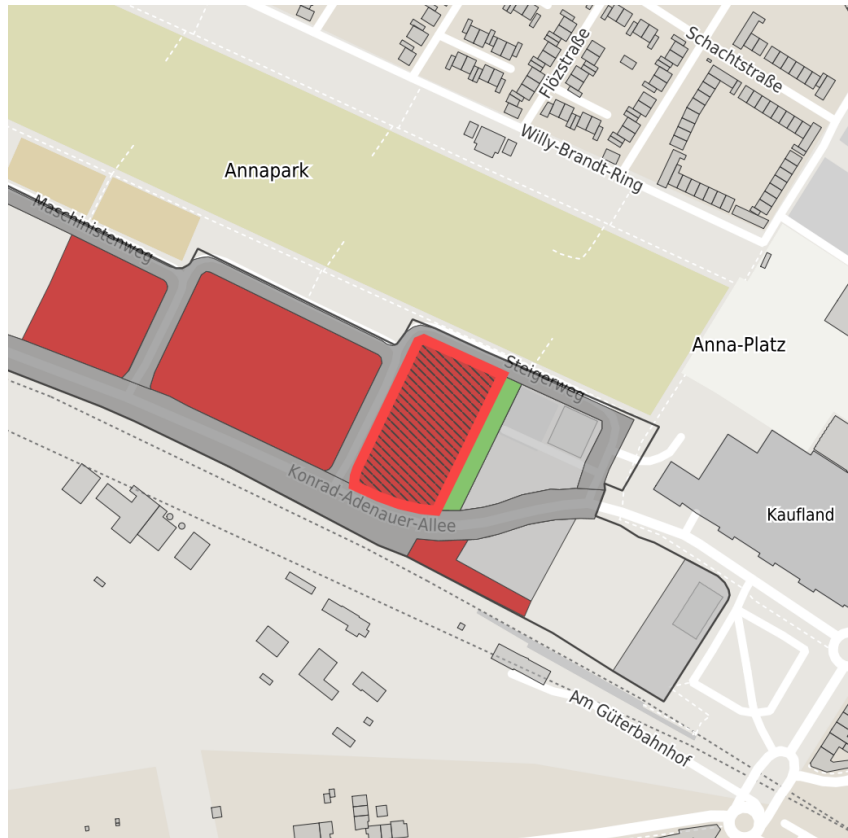 Schachtstraße
Flözstraße
Willy-Brandt-Ring
Annapark
Maschinistenweg
Anna-Platz
Steigerweg
Konrad-Adenauer-Allee
Kaufland
Am Güterbahnhof